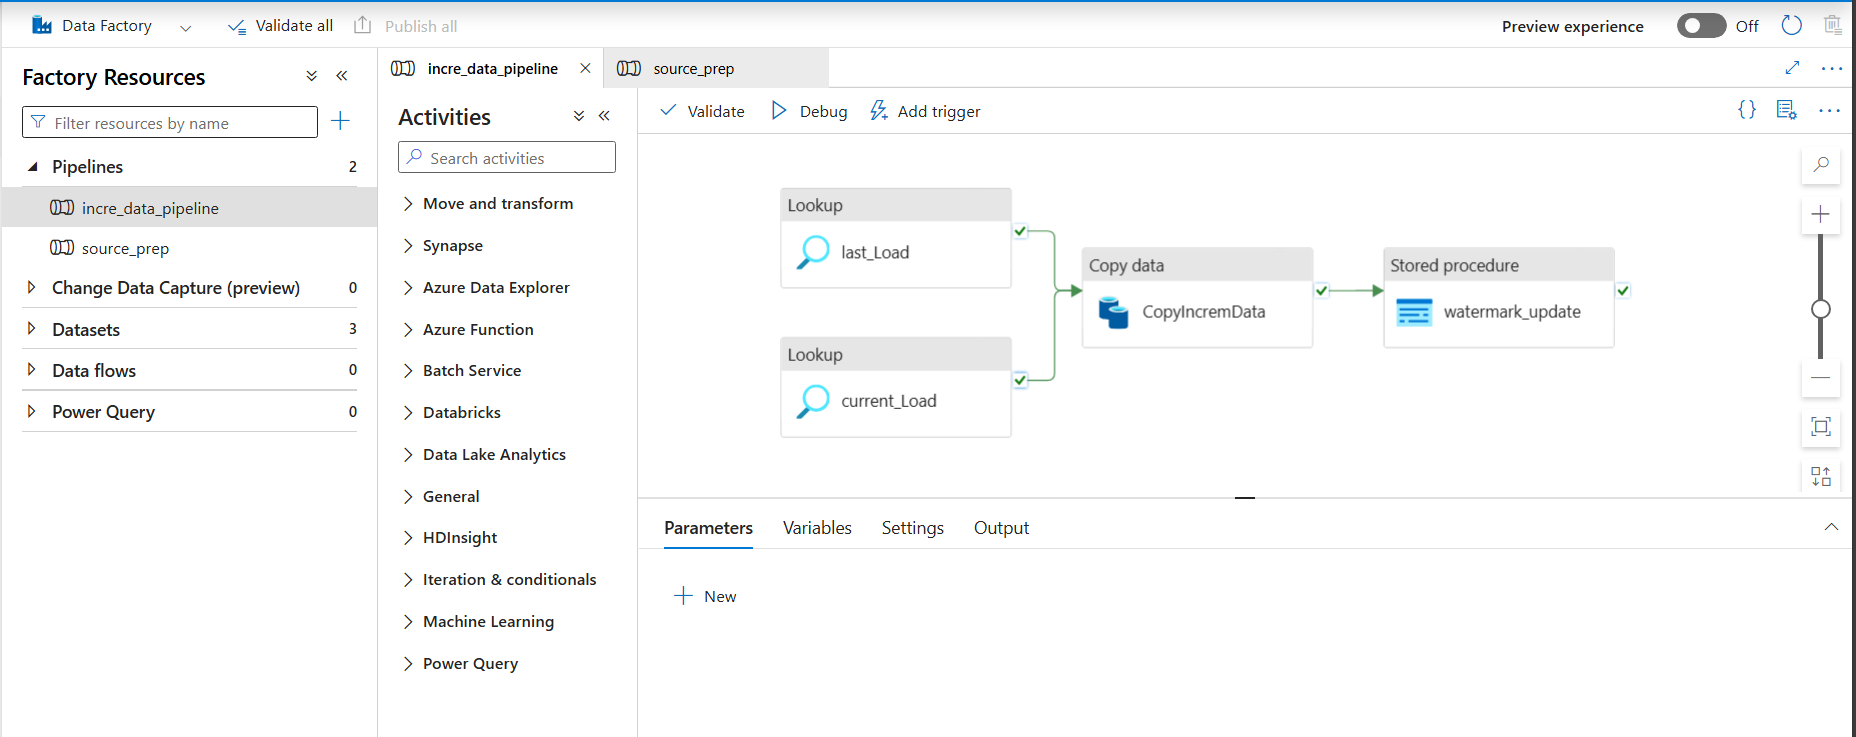 Data Factory
Validate all
Publish all
Preview experience
Off
Factory Resources
Filter resources by name
Pipelines 2
incre_data_pipeline
source_prep
Change Data Capture (preview) 0
Datasets 3
Data flows 0
Power Query 0
incre_data_pipeline
source_prep
Activities
Search activities
Move and transform
Synapse
Azure Data Explorer
Azure Function
Batch Service
Databricks
Data Lake Analytics
General
HDInsight
Iteration & conditionals
Machine Learning
Power Query
Validate
Debug
Add trigger
Lookup
last_Load
Lookup
current_Load
Copy data
CopyIncremData
Stored procedure
watermark_update
Parameters
Variables
Settings
Output
New